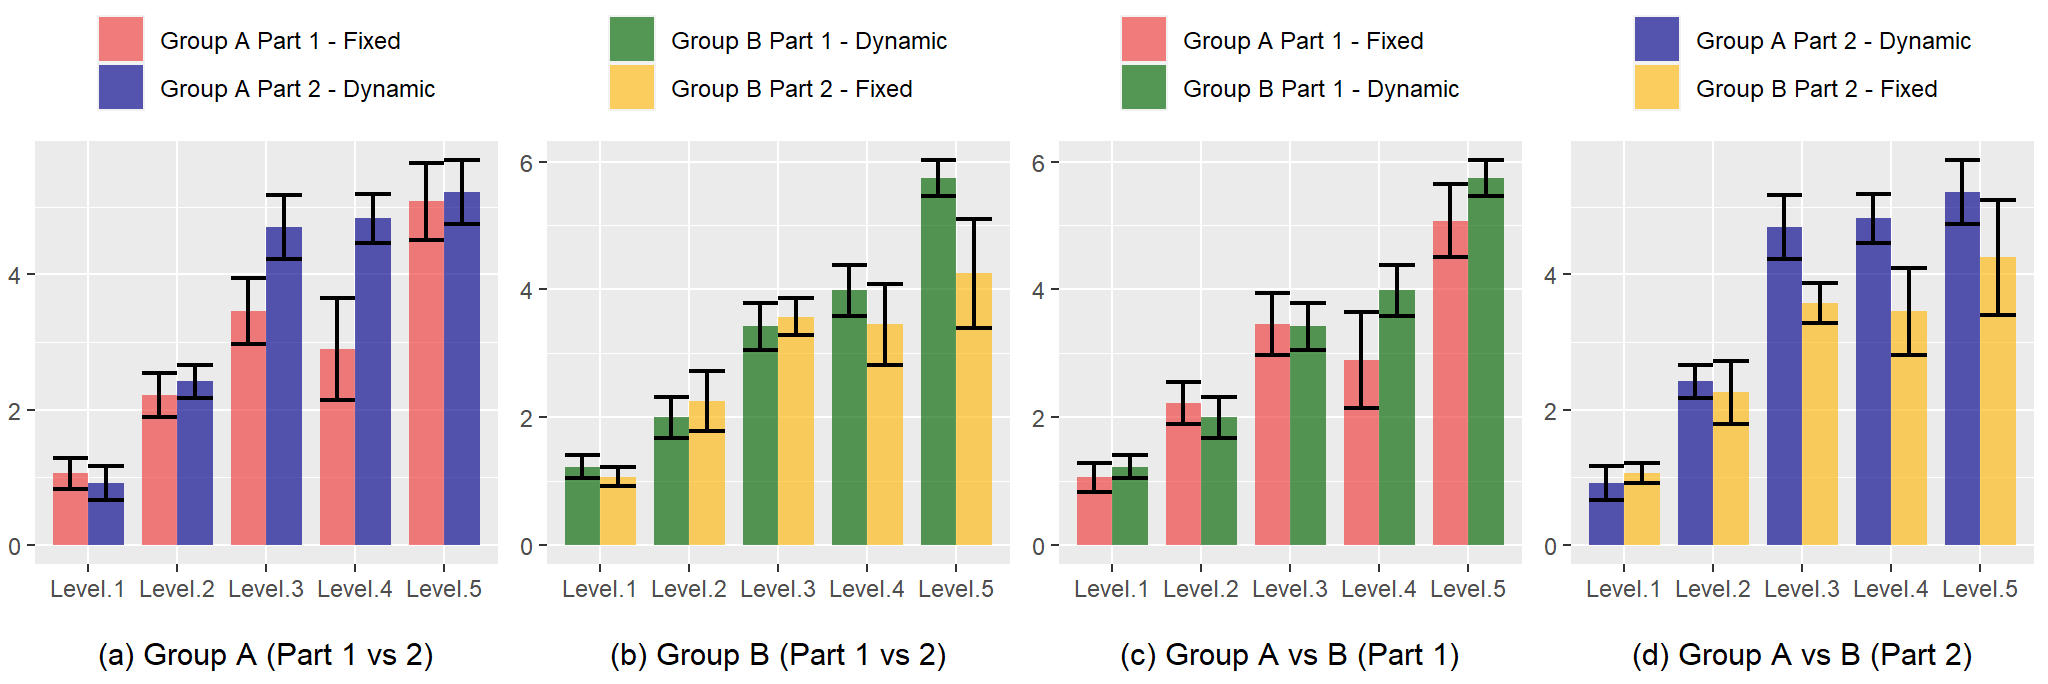 Group A Part 1 - Fixed
Group A Part 2 - Dynamic
4
2
0
Level.1 Level.2 Level.3 Level.4 Level.5
(a) Group A (Part 1 vs 2)
Group B Part 1 - Dynamic
Group B Part 2 - Fixed
6
4
2
0
Level.1 Level.2 Level.3 Level.4 Level.5
(b) Group B (Part 1 vs 2)
Group A Part 1 - Fixed
Group B Part 1 - Dynamic
6
4
2
0
Level.1 Level.2 Level.3 Level.4 Level.5
(c) Group A vs B (Part 1)
Group A Part 2 - Dynamic
Group B Part 2 - Fixed
4
2
0
Level.1 Level.2 Level.3 Level.4 Level.5
(d) Group A vs B (Part 2)